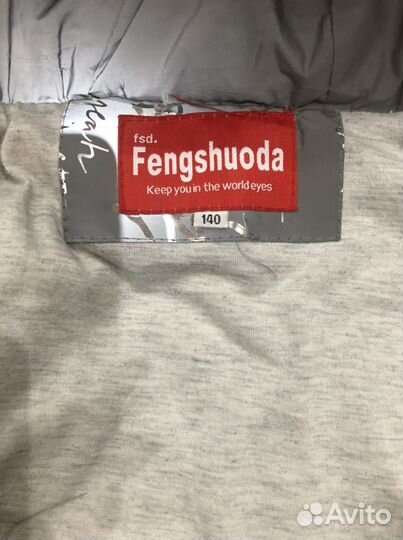 fsd.
Fengshuoda
Keep you in the world eyes
140
Avito